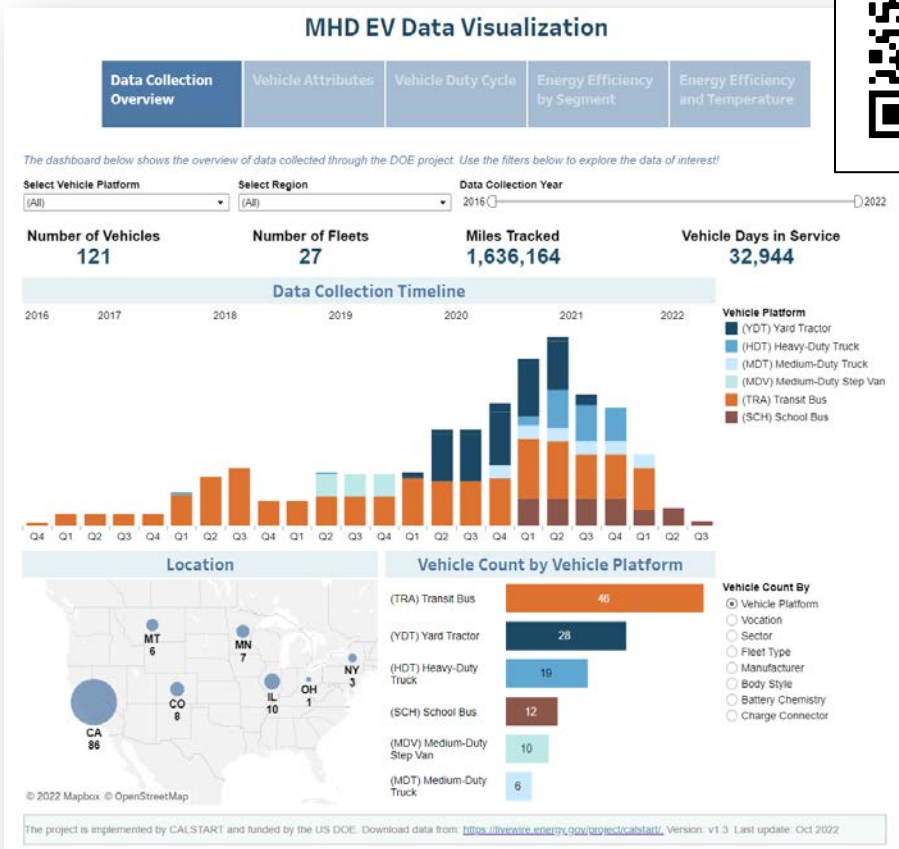 MHD EV Data Visualization
Data Collection
Overview
Vehicle Attributes
Vehicle Duty Cycle
Energy Efficiency
by Segment
Energy Efficiency
and Temperature
The dashboard below shows the overview of data collected through the DOE project. Use the filters below to explore the data of interest!
Select Vehicle Platform
(All)
Select Region
(All)
Data Collection Year
2016
2022
Number of Vehicles
121
Number of Fleets
27
Miles Tracked
1,636,164
Vehicle Days in Service
32,944
Data Collection Timeline
2016 2017 2018 2019 2020 2021 2022
Q4 Q1 Q2 Q3 Q4 Q1 Q2 Q3 Q4 Q1 Q2 Q3 Q4 Q1 Q2 Q3 Q4 Q1 Q2 Q3 Q4 Q1 Q2 Q3
Vehicle Platform
(YDT) Yard Tractor
(HDT) Heavy-Duty Truck
(MDT) Medium-Duty Truck
(MDV) Medium-Duty Step Van
(TRA) Transit Bus
(SCH) School Bus
Location
MT
6
MN
7
NY
3
CO
8
IL
10
OH
1
CA
86
© 2022 Mapbox © OpenStreetMap
Vehicle Count by Vehicle Platform
(TRA) Transit Bus
46
(YDT) Yard Tractor
28
(HDT) Heavy-Duty
Truck
19
(SCH) School Bus
12
(MDV) Medium-Duty
Step Van
10
(MDT) Medium-Duty
Truck
6
Vehicle Count By
Vehicle Platform
Vocation
Sector
Fleet Type
Manufacturer
Body Style
Battery Chemistry
Charge Connector
The project is implemented by CALSTART and funded by the US DOE. Download data from: https://livewire.energy.gov/project/calstart/. Version: v1.3 Last update: Oct 2022